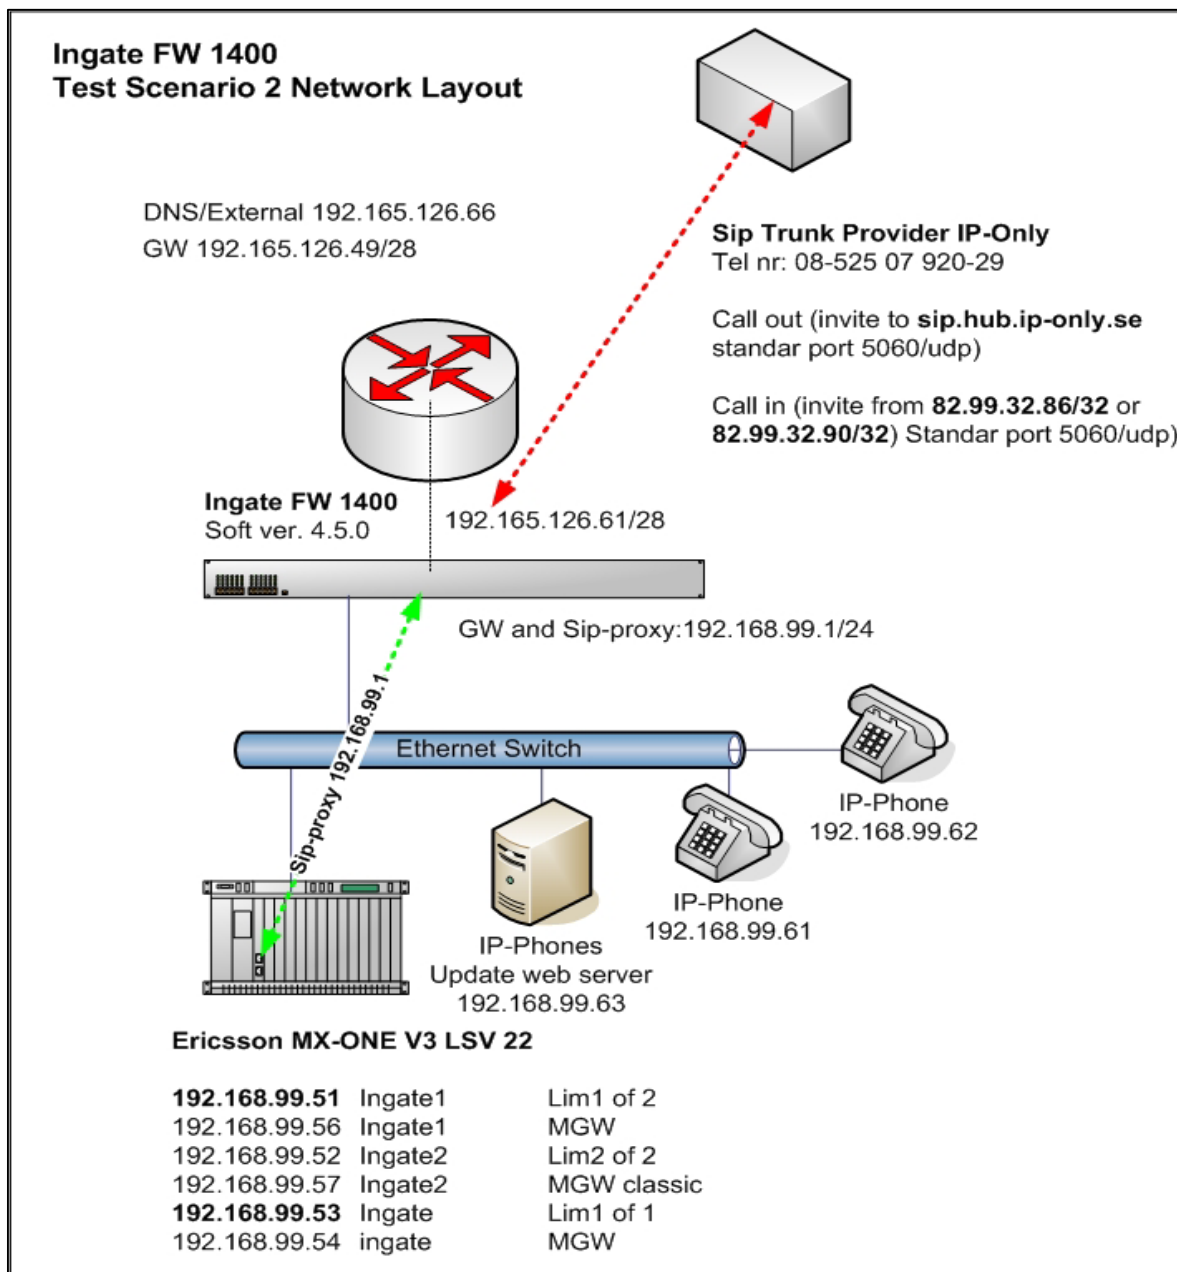 Ingate FW 1400
Test Scenario 2 Network Layout
DNS/External 192.165.126.66
GW 192.165.126.49/28
Sip Trunk Provider IP-Only
Tel nr: 08-525 07 920-29
Call out (invite to sip.hub.ip-only.se
standar port 5060/udp)
Call in (invite from 82.99.32.86/32 or
82.99.32.90/32) Standar port 5060/udp)
Ingate FW 1400
Soft ver. 4.5.0
192.165.126.61/28
GW and Sip-proxy:192.168.99.1/24
Sip-proxy 192.168.99.1
Ethernet Switch
IP-Phone
192.168.99.62
IP-Phone
192.168.99.61
IP-Phones
Update web server
192.168.99.63
Ericsson MX-ONE V3 LSV 22
192.168.99.51 Ingate1 Lim1 of 2
192.168.99.56 Ingate1 MGW
192.168.99.52 Ingate2 Lim2 of 2
192.168.99.57 Ingate2 MGW classic
192.168.99.53 Ingate Lim1 of 1
192.168.99.54 ingate MGW